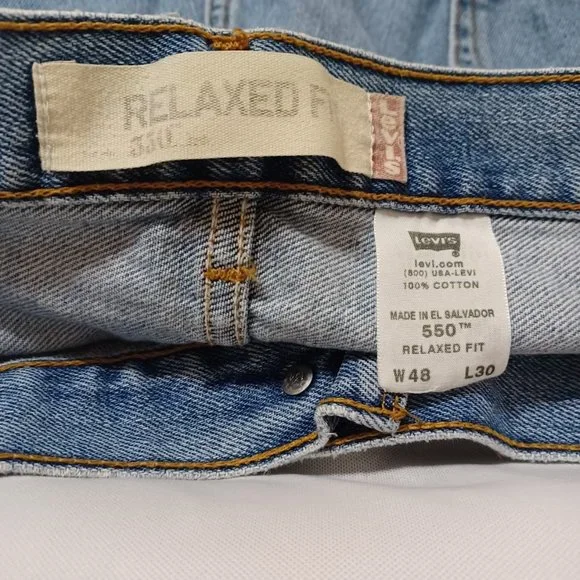 RELAXED FIT
550
LEVI'S
Levi's
levi.com
(800) USA-LEVI
100% COTTON
MADE IN EL SALVADOR
550™
RELAXED FIT
W48 L30